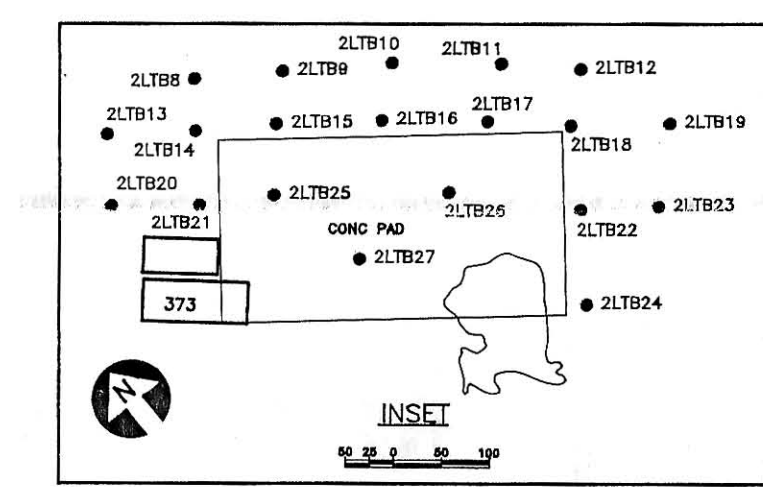 2LTB10
2LTB11
2LTB8
2LTB9
2LTB12
2LTB13
2LTB14
2LTB15
2LTB16
2LTB17
2LTB18
2LTB19
2LTB20
2LTB21
2LTB25
2LTB26
2LTB22
2LTB23
CONC PAD
2LTB27
373
2LTB24
N
INSET
50 25 0 50 100